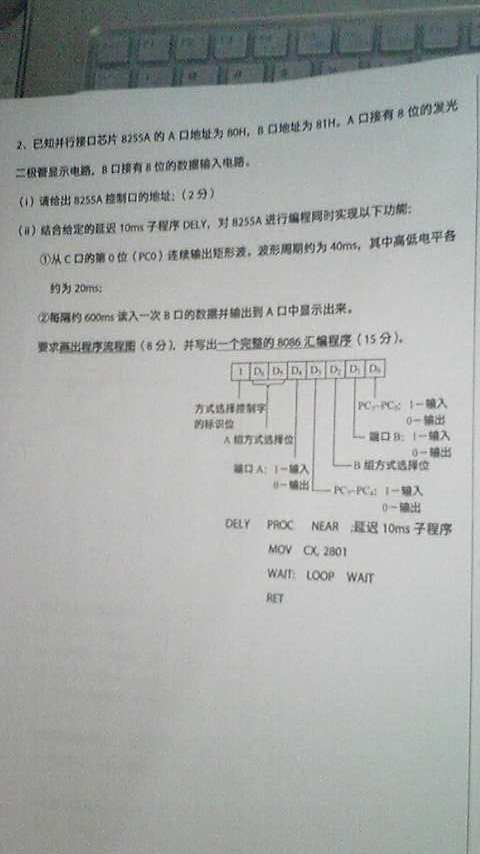 2、已知并行接口芯片 8255A 的 A 口地址为 80H，B 口地址为 81H。A 口接有 8 位的发光
二极管显示电路，B 口接有 8 位的数据输入电路。
(i) 请给出 8255A 控制口的地址；（2 分）
(ii) 结合给定的延迟 10ms 子程序 DELY，对 8255A 进行编程同时实现以下功能：
①从 C 口的第 0 位（PC0）连续输出矩形波。波形周期约为 40ms，其中高低电平各
约为 20ms；
②每隔约 600ms 读入一次 B 口的数据并输出到 A 口中显示出来。
要求画出程序流程图（8 分），并写出一个完整的 8086 汇编程序（15 分）。
1 D₆ D₅ D₄ D₃ D₂ D₁ D₀
方式选择控制字
的标识位
PC₃~PC₀：1－输入
0－输出
A 组方式选择位
端口 B：1－输入
0－输出
端口 A：1－输入
0－输出
B 组方式选择位
PC₇~PC₄：1－输入
0－输出
DELY PROC NEAR ;延迟 10ms 子程序
MOV CX, 2801
WAIT: LOOP WAIT
RET